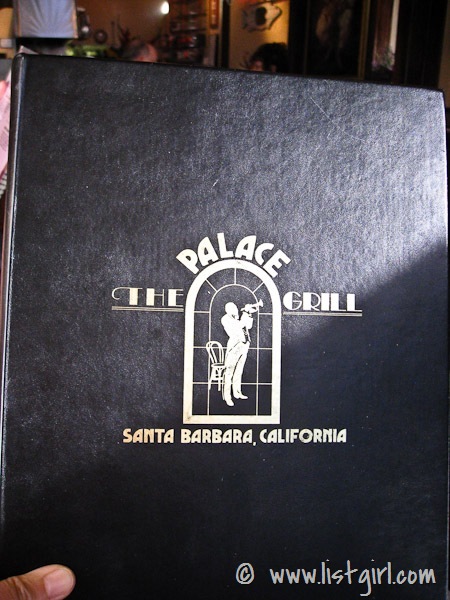 PALACE
THE GRILL
SANTA BARBARA, CALIFORNIA
© www.listgirl.com